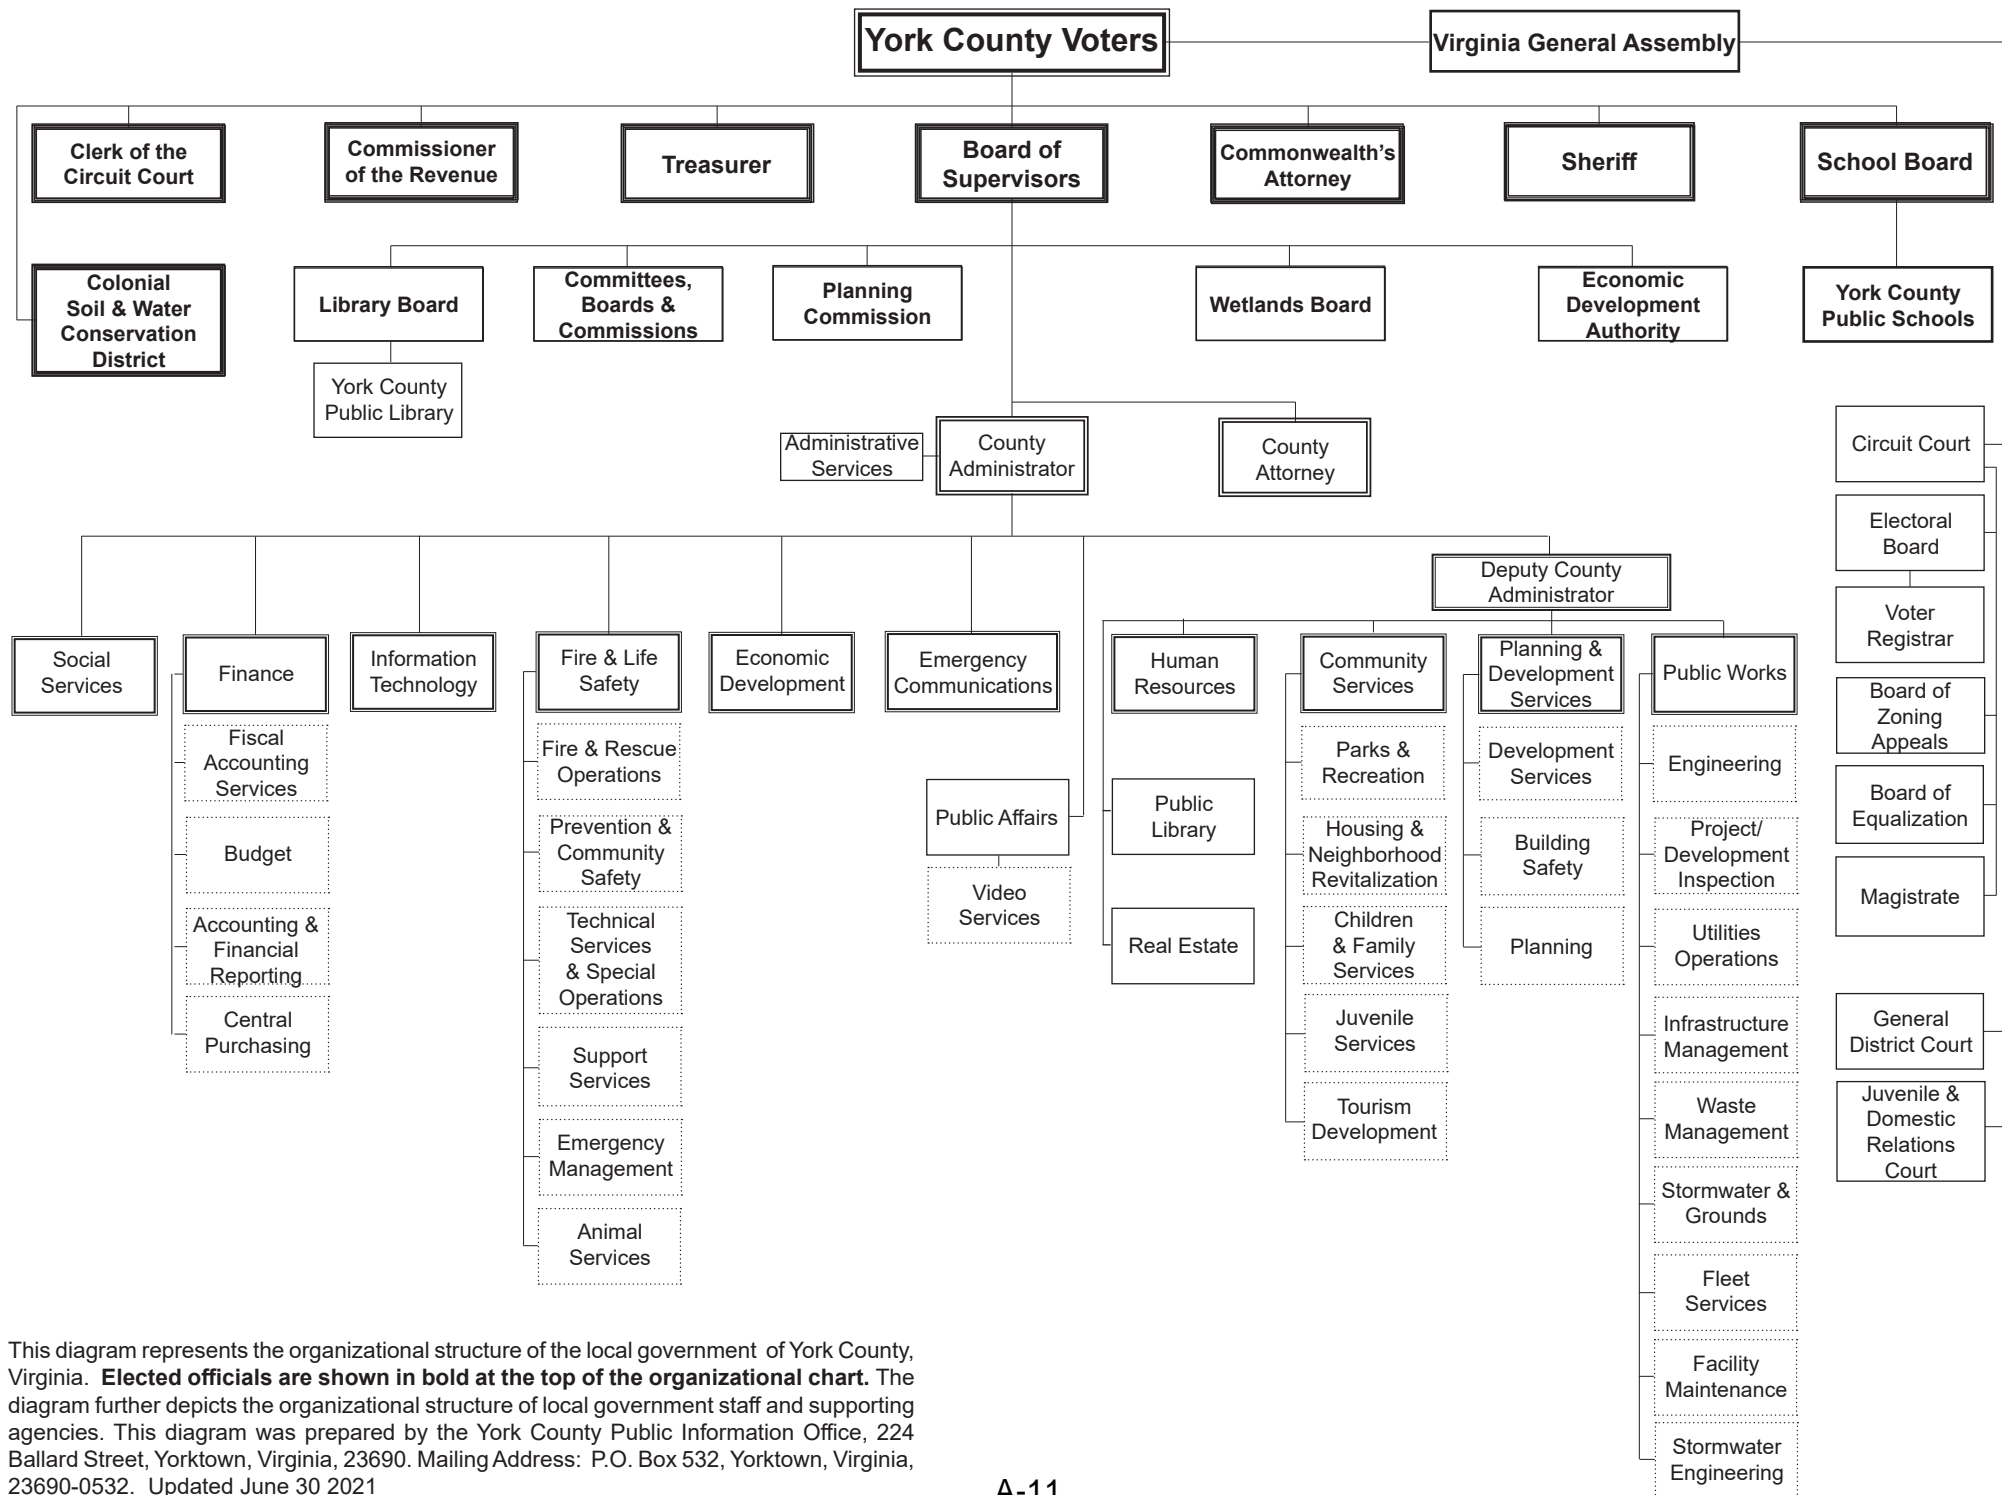 York County Voters
Virginia General Assembly
Clerk of the
Circuit Court
Commissioner
of the Revenue
Treasurer
Board of
Supervisors
Commonwealth's
Attorney
Sheriff
School Board
Colonial
Soil & Water
Conservation
District
Library Board
Committees,
Boards &
Commissions
Planning
Commission
Wetlands Board
Economic
Development
Authority
York County
Public Schools
York County
Public Library
Administrative
Services
County
Administrator
County
Attorney
Circuit Court
Electoral
Board
Voter
Registrar
Board of
Zoning
Appeals
Board of
Equalization
Magistrate
General
District Court
Juvenile &
Domestic
Relations
Court
Deputy County
Administrator
Social
Services
Finance
Fiscal
Accounting
Services
Budget
Accounting &
Financial
Reporting
Central
Purchasing
Information
Technology
Fire & Life
Safety
Fire & Rescue
Operations
Prevention &
Community
Safety
Technical
Services
& Special
Operations
Support
Services
Emergency
Management
Animal
Services
Economic
Development
Emergency
Communications
Public Affairs
Video
Services
Human
Resources
Public
Library
Real Estate
Community
Services
Parks &
Recreation
Housing &
Neighborhood
Revitalization
Children
& Family
Services
Juvenile
Services
Tourism
Development
Planning &
Development
Services
Development
Services
Building
Safety
Planning
Public Works
Engineering
Project/
Development
Inspection
Utilities
Operations
Infrastructure
Management
Waste
Management
Stormwater &
Grounds
Fleet
Services
Facility
Maintenance
Stormwater
Engineering
This diagram represents the organizational structure of the local government of York County,
Virginia. Elected officials are shown in bold at the top of the organizational chart. The
diagram further depicts the organizational structure of local government staff and supporting
agencies. This diagram was prepared by the York County Public Information Office, 224
Ballard Street, Yorktown, Virginia, 23690. Mailing Address: P.O. Box 532, Yorktown, Virginia,
23690-0532. Updated June 30 2021
A-11